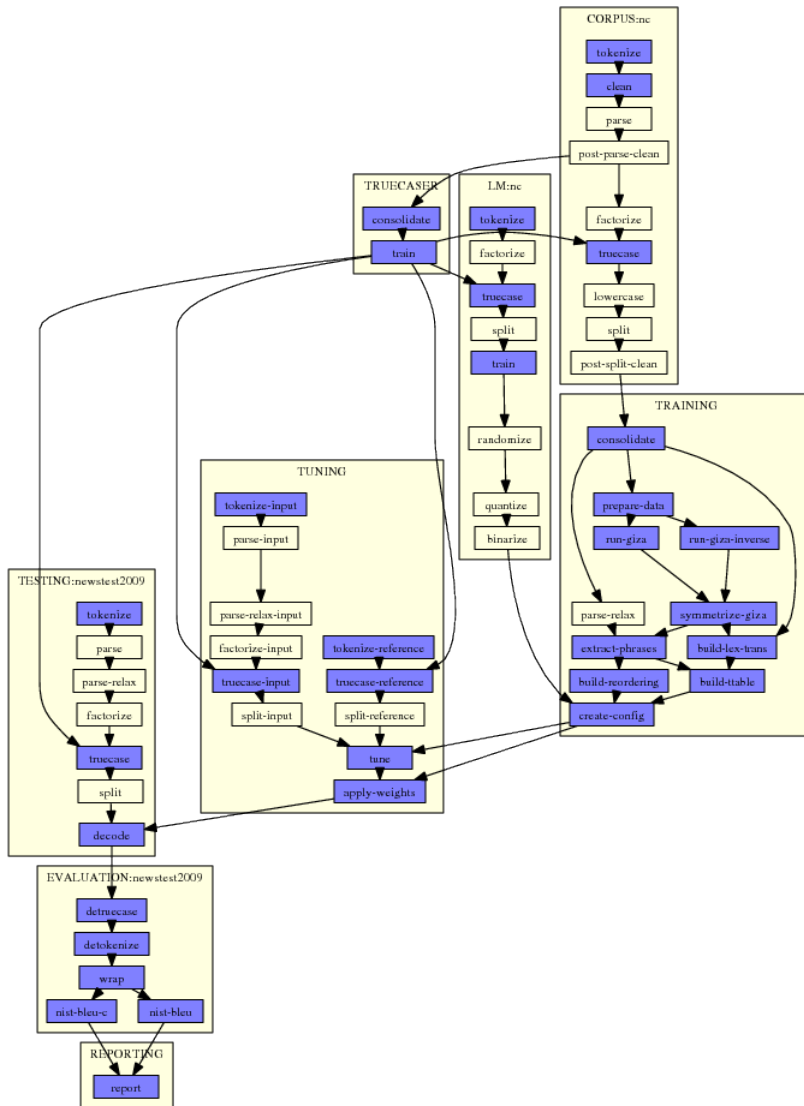 CORPUS:nc
tokenize
clean
parse
post-parse-clean
factorize
truecase
lowercase
split
post-split-clean
TRUECASER
consolidate
train
LM:nc
tokenize
factorize
truecase
split
train
randomize
quantize
binarize
TRAINING
consolidate
prepare-data
run-giza
run-giza-inverse
parse-relax
symmetrize-giza
extract-phrases
build-lex-trans
build-reordering
build-ttable
create-config
TUNING
tokenize-input
parse-input
parse-relax-input
factorize-input
tokenize-reference
truecase-input
truecase-reference
split-input
split-reference
tune
apply-weights
TESTING:newstest2009
tokenize
parse
parse-relax
factorize
truecase
split
decode
EVALUATION:newstest2009
detruecase
detokenize
wrap
nist-bleu-c
nist-bleu
REPORTING
report